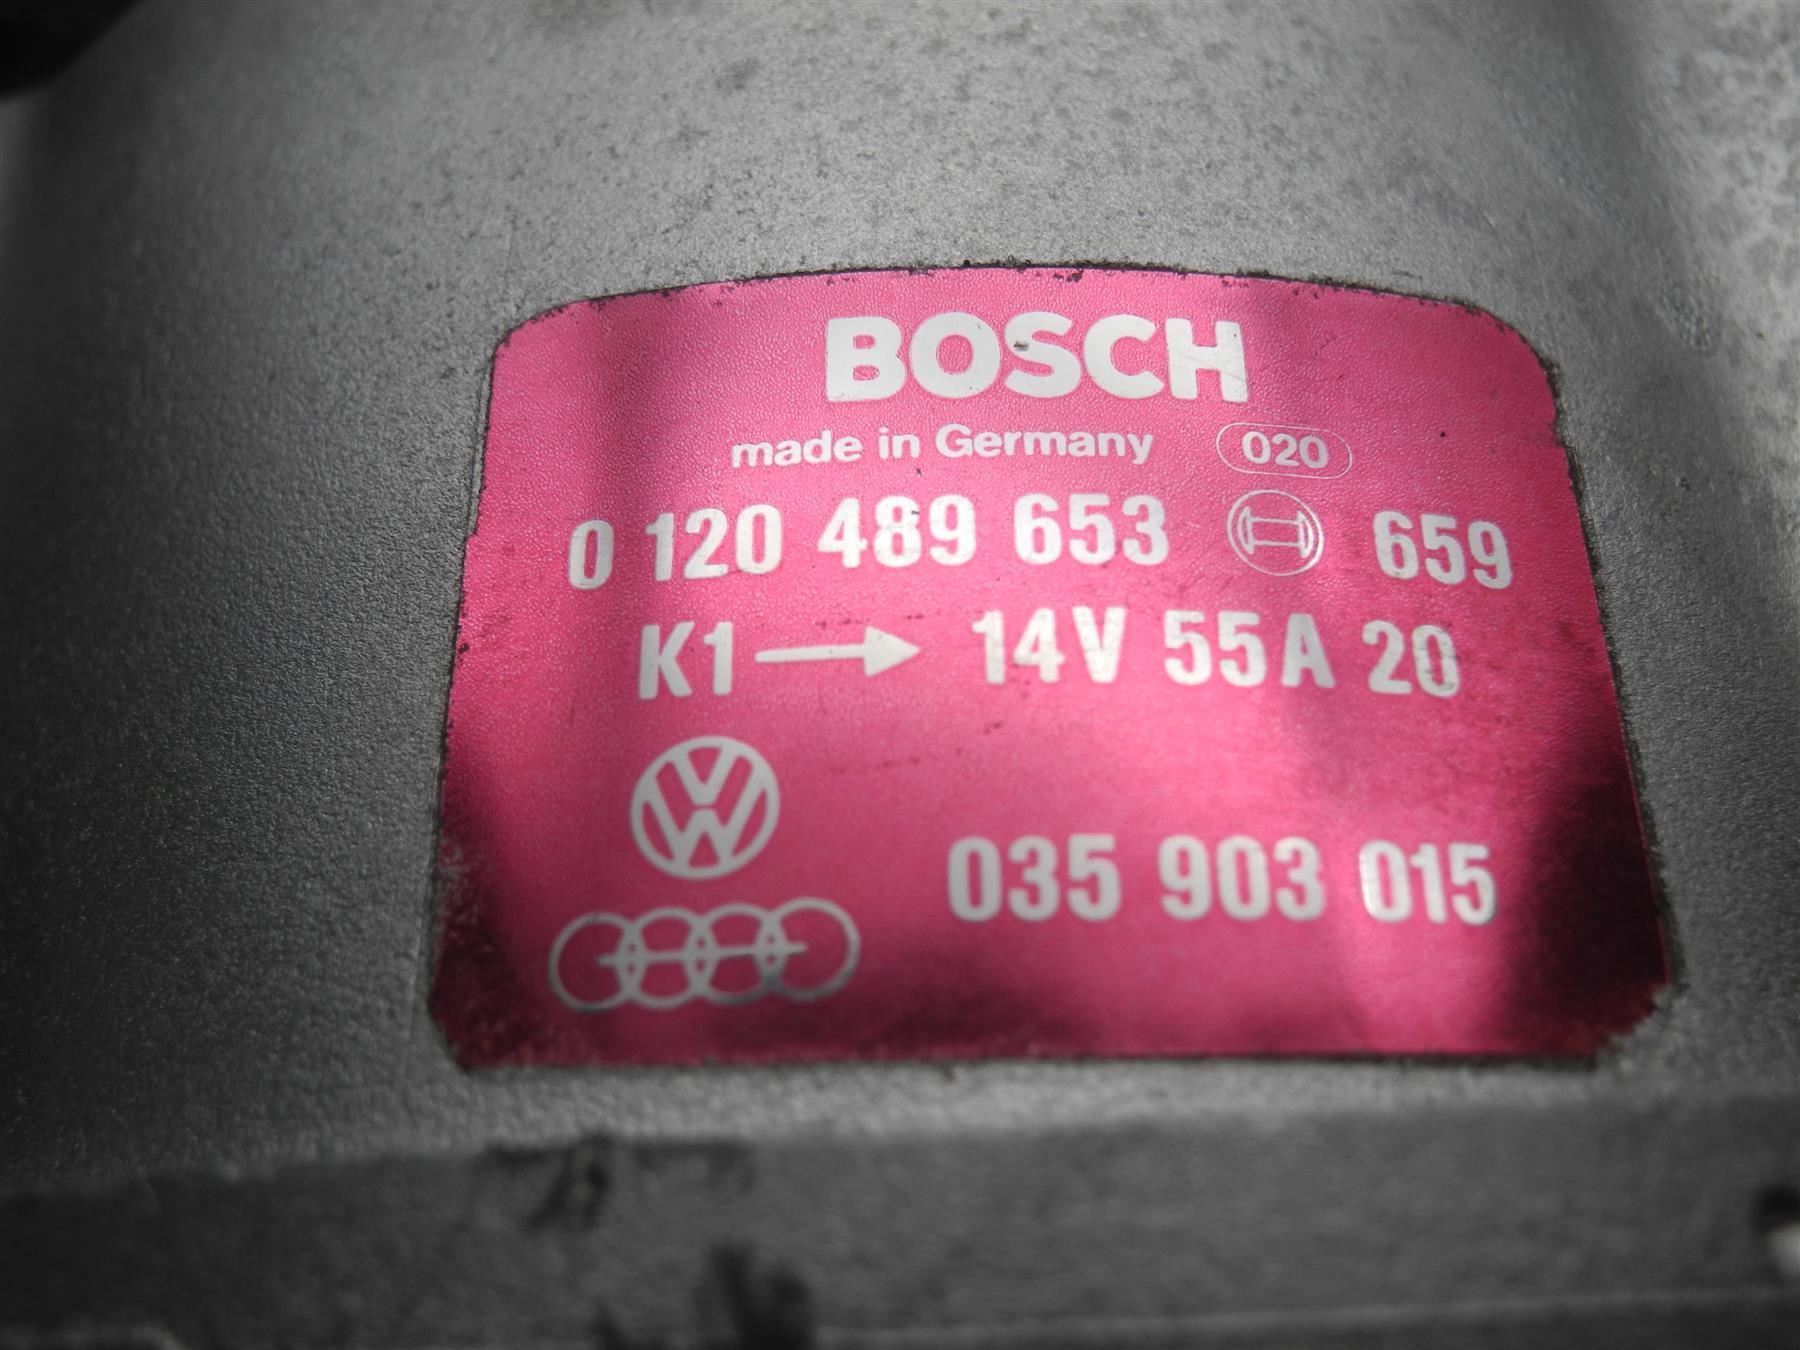 BOSCH
made in Germany 020
0 120 489 653 659
K1 → 14V 55A 20
035 903 015